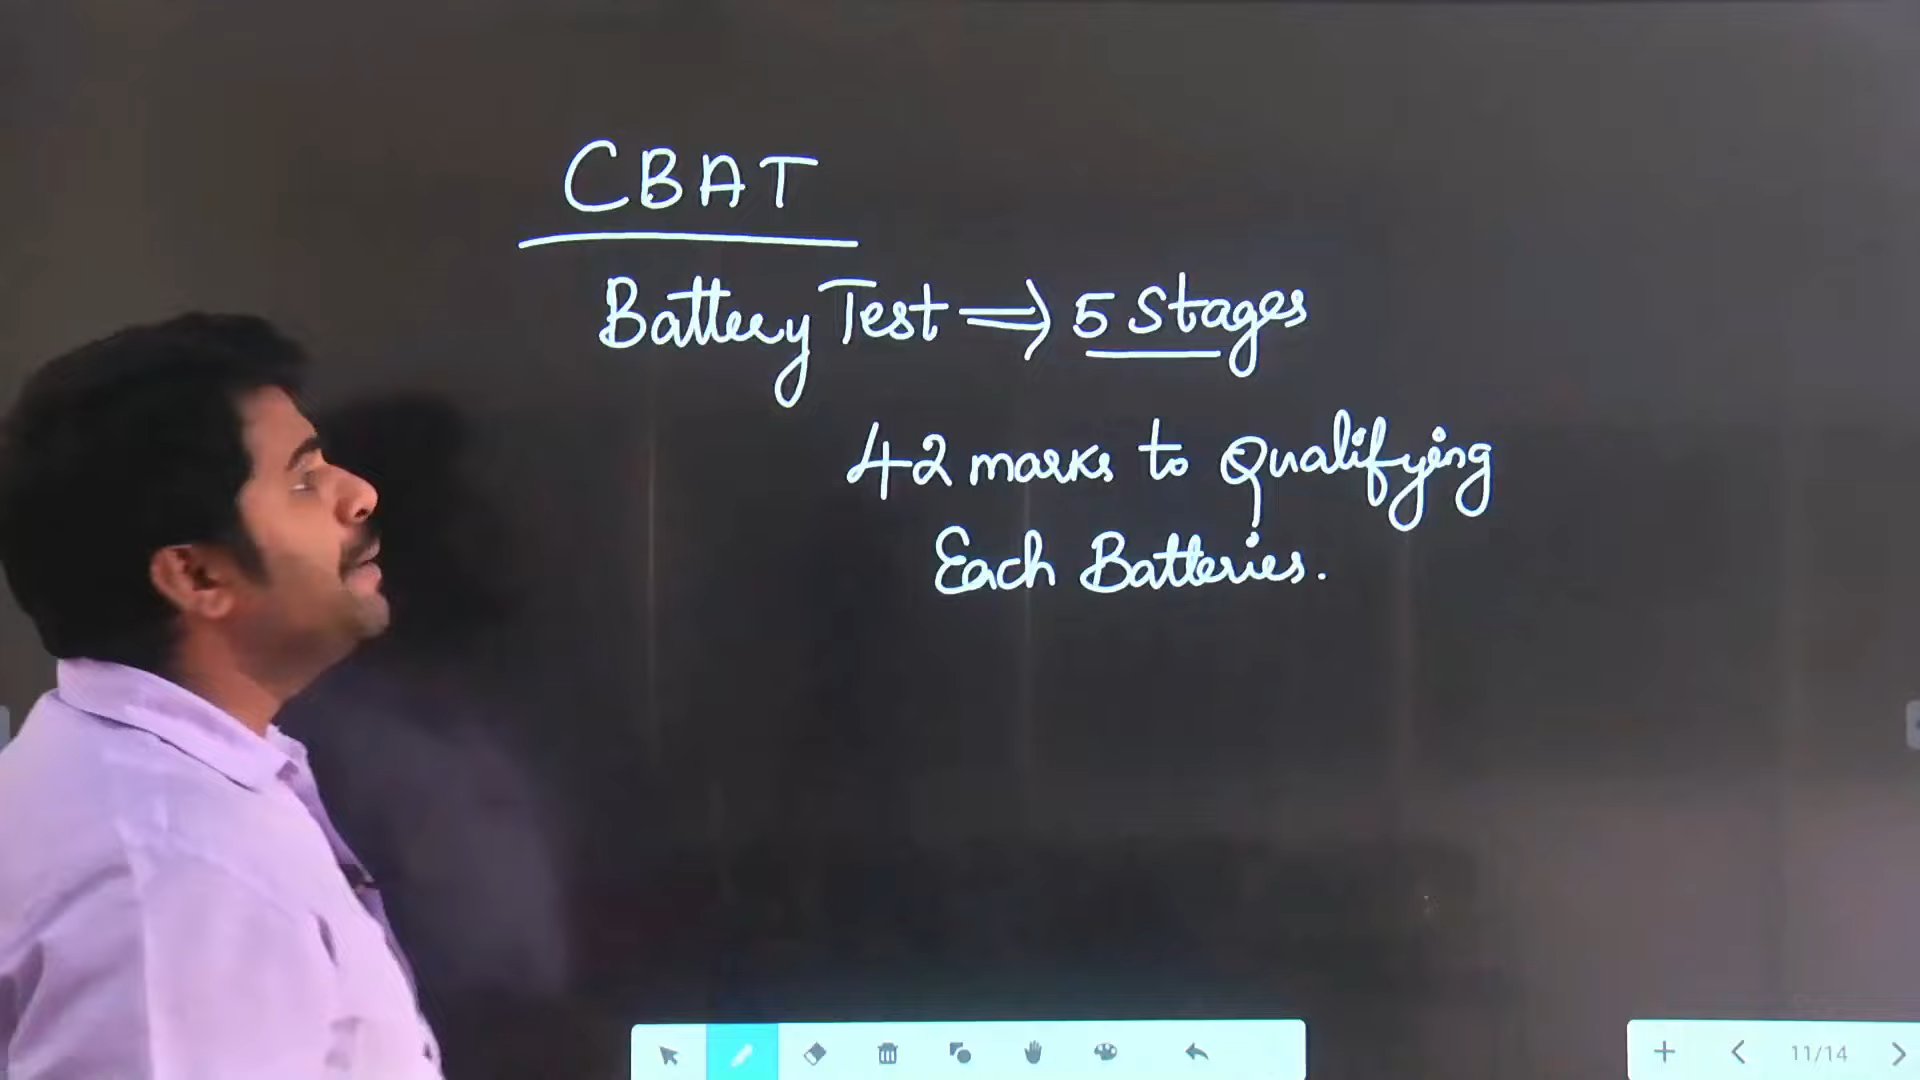 CBAT
Battery Test ⇒ 5 Stages
42 marks to Qualifying
Each Batteries.
11/14